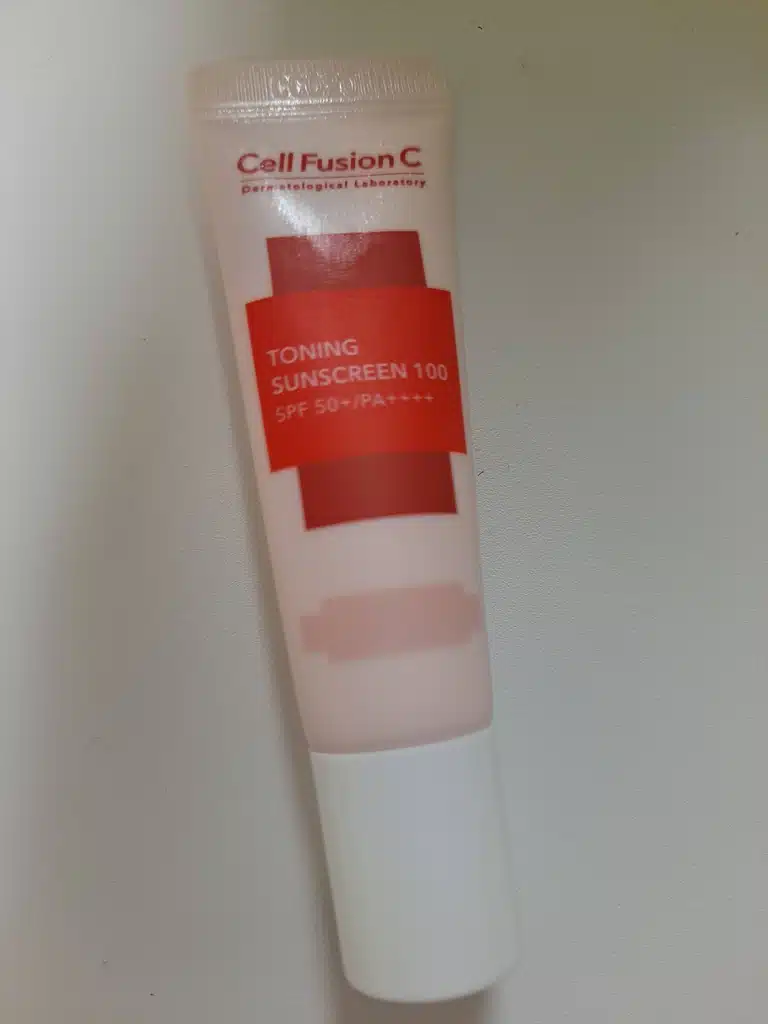 Cell Fusion C
Dermatological Laboratory
TONING
SUNSCREEN 100
SPF 50+/PA++++